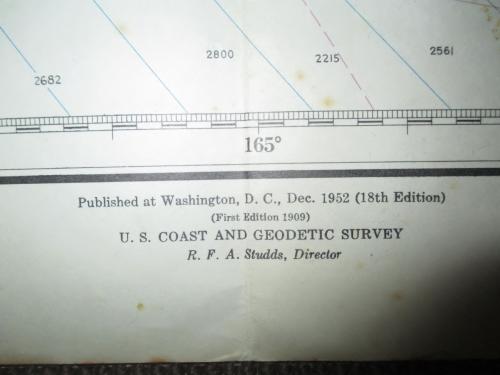 2561
2800
2215
2682
165°
Published at Washington, D. C., Dec. 1952 (18th Edition)
(First Edition 1909)
U. S. COAST AND GEODETIC SURVEY
R. F. A. Studds, Director